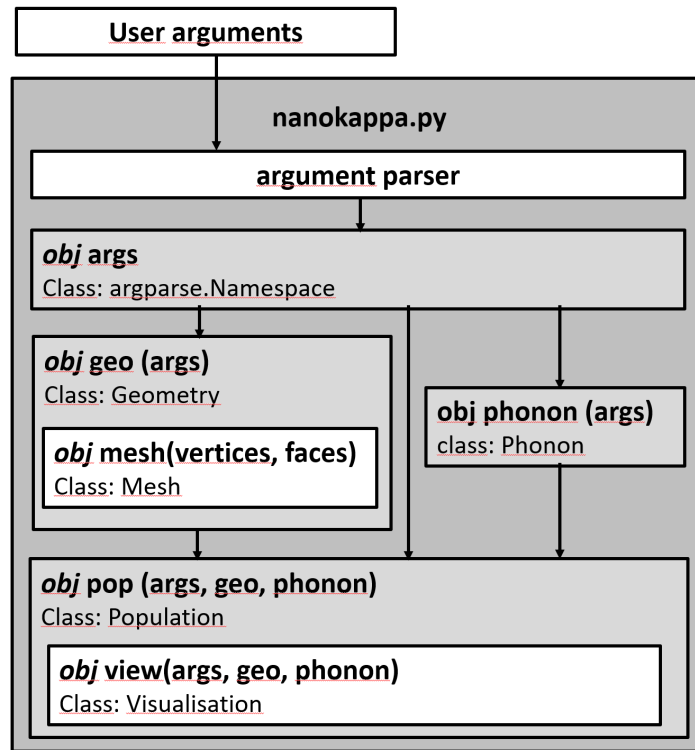 User arguments
nanokappa.py
argument parser
obj args
Class: argparse.Namespace
obj geo (args)
Class: Geometry
obj mesh(vertices, faces)
Class: Mesh
obj phonon (args)
class: Phonon
obj pop (args, geo, phonon)
Class: Population
obj view(args, geo, phonon)
Class: Visualisation